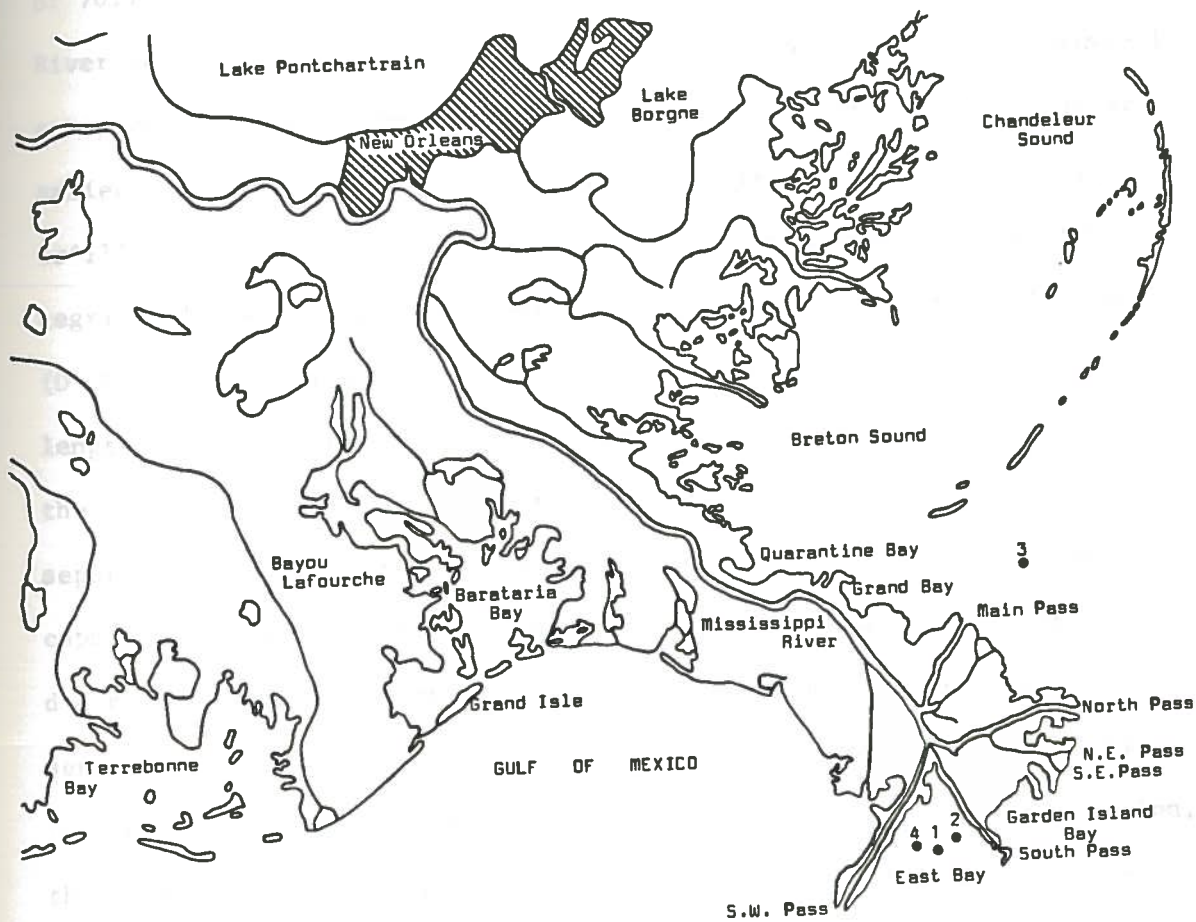 Lake Pontchartrain
Lake
Borgne
Chandeleur
Sound
New Orleans
River
Breton Sound
Bayou
Lafourche
Barataria
Bay
Quarantine Bay
3
Grand Bay
Main Pass
Mississippi
River
Grand Isle
North Pass
Terrebonne
Bay
GULF OF MEXICO
N.E. Pass
S.E.Pass
Garden Island
Bay
4 1 2
South Pass
East Bay
S.W. Pass